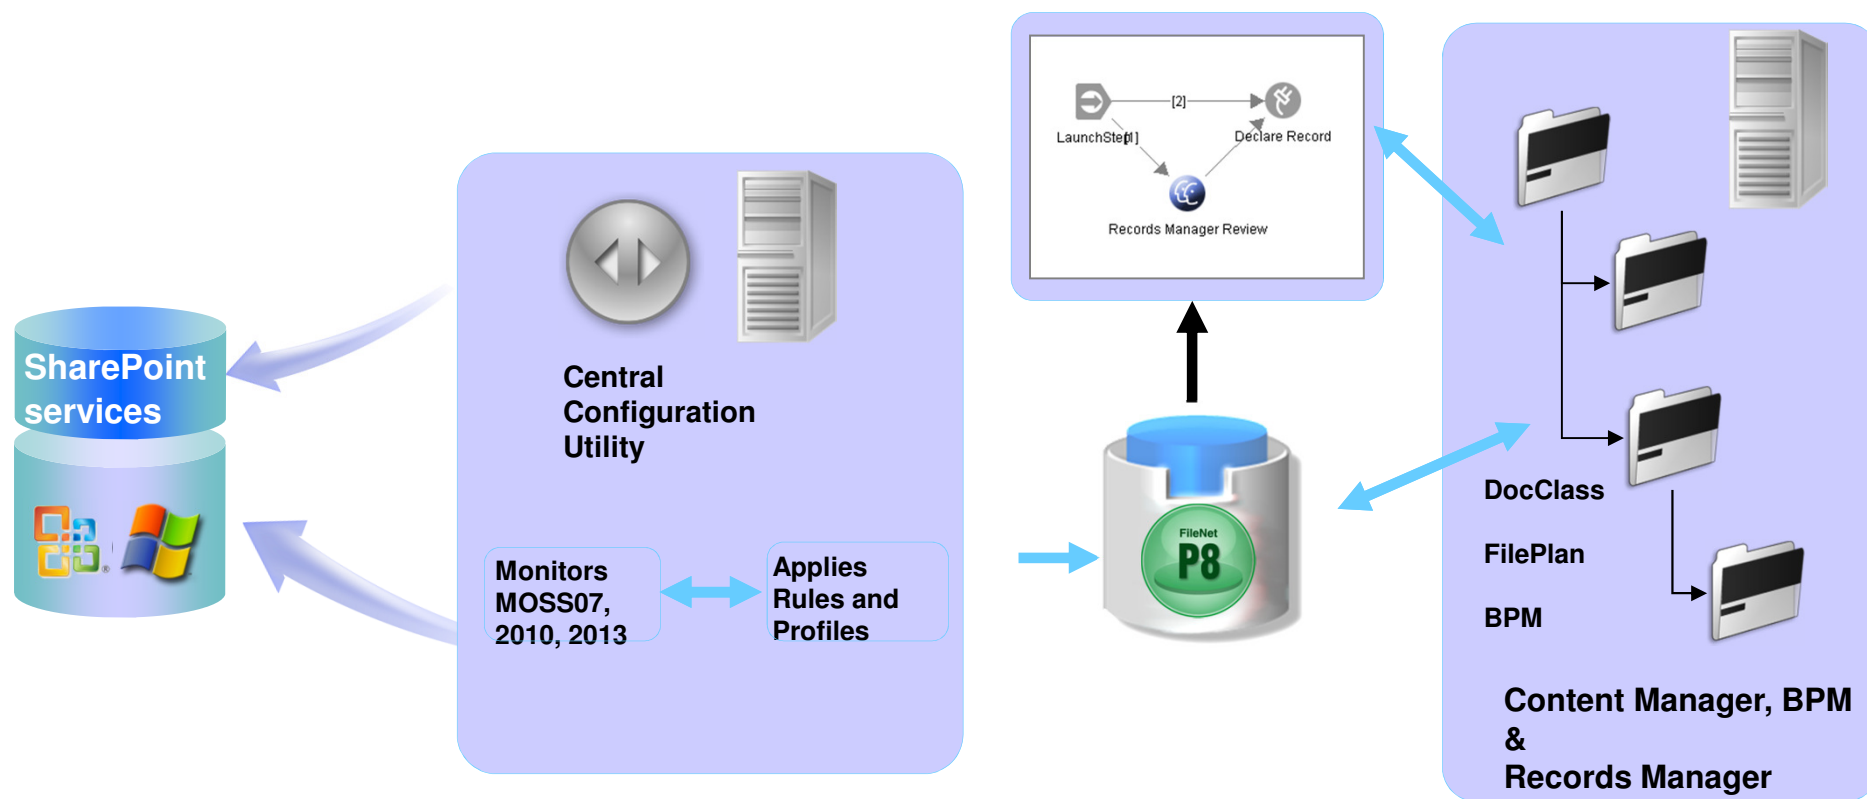 SharePoint
services
Central
Configuration
Utility
Monitors
MOSS07,
2010, 2013
Applies
Rules and
Profiles
[2]
LaunchStep
[1]
Declare Record
Records Manager Review
FileNet
P8
DocClass
FilePlan
BPM
Content Manager, BPM
&
Records Manager